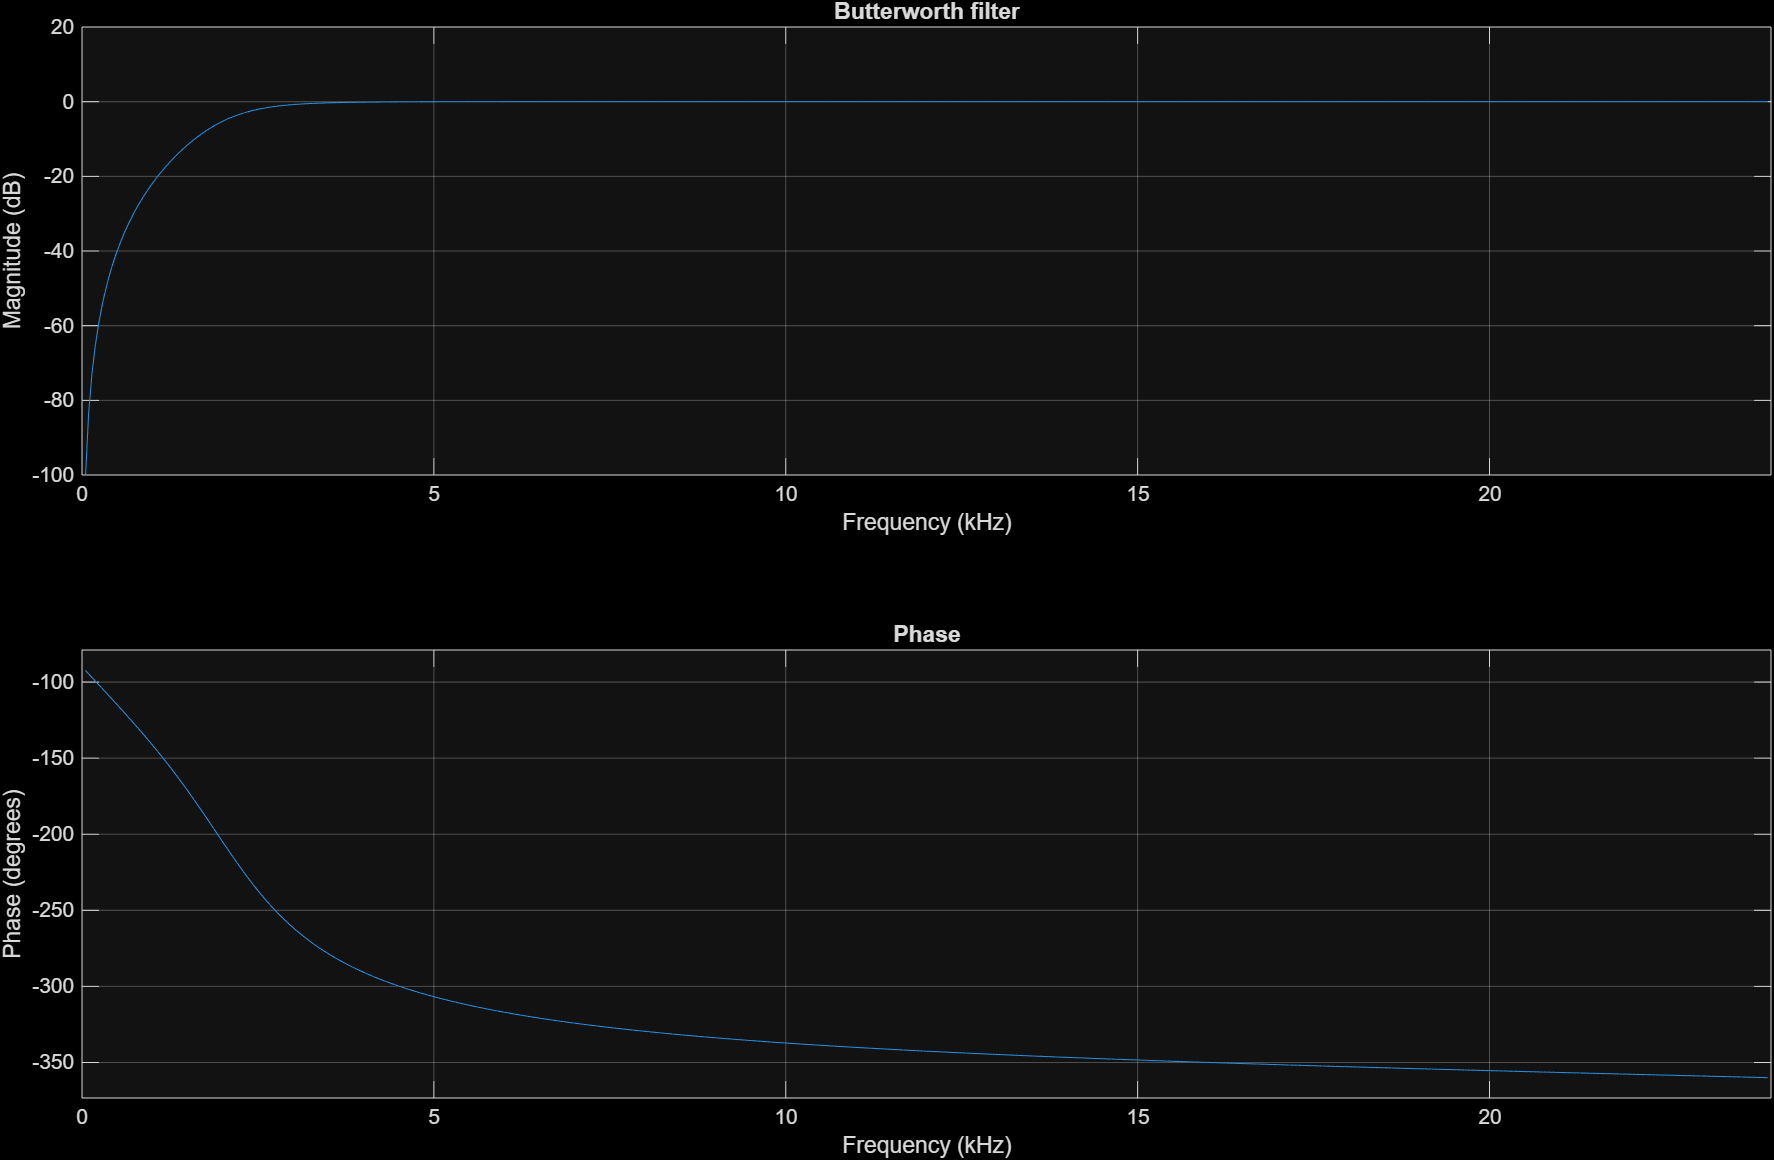 Butterworth filter
20
0
-20
-40
-60
-80
-100
Magnitude (dB)
0 5 10 15 20
Frequency (kHz)
Phase
-100
-150
-200
-250
-300
-350
Phase (degrees)
0 5 10 15 20
Frequency (kHz)